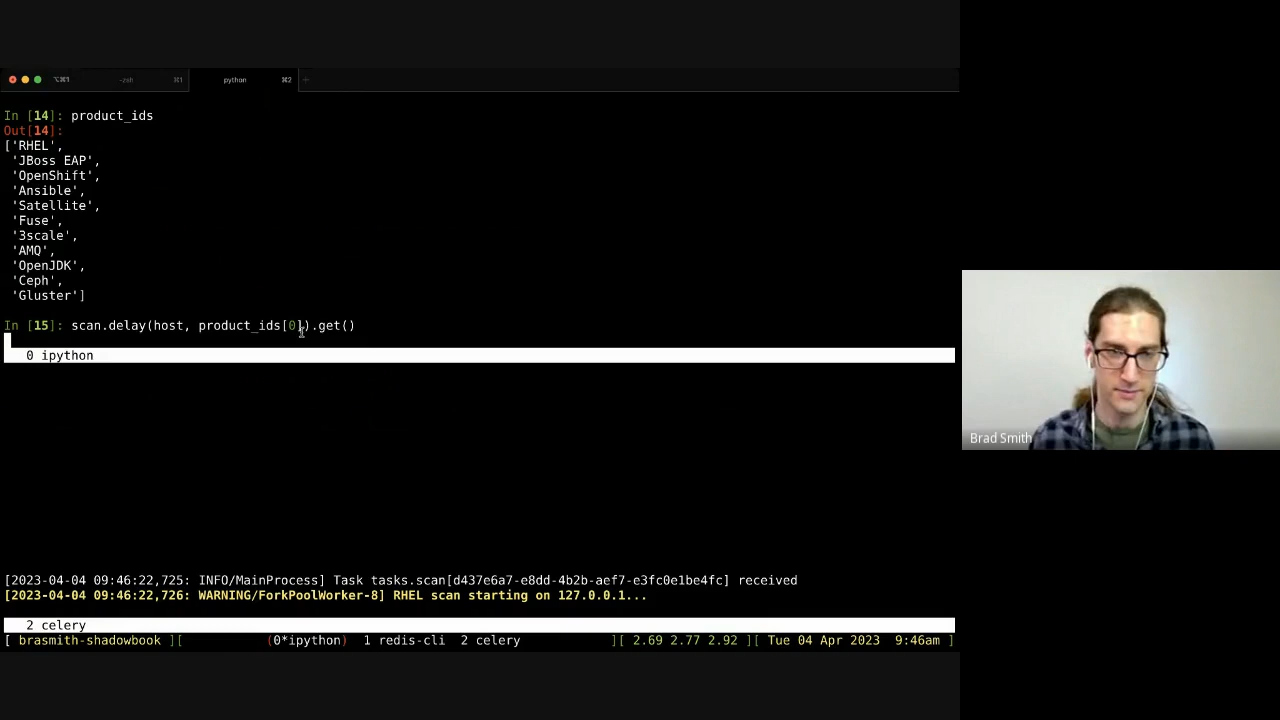 ⌥⌘1 -zsh ⌘1 python ⌘2 +
In [14]: product_ids
Out[14]:
['RHEL',
'JBoss EAP',
'OpenShift',
'Ansible',
'Satellite',
'Fuse',
'3scale',
'AMQ',
'OpenJDK',
'Ceph',
'Gluster']
In [15]: scan.delay(host, product_ids[0]).get()
0 ipython
Brad Smith
[2023-04-04 09:46:22,725: INFO/MainProcess] Task tasks.scan[d437e6a7-e8dd-4b2b-aef7-e3fc0e1be4fc] received
[2023-04-04 09:46:22,726: WARNING/ForkPoolWorker-8] RHEL scan starting on 127.0.0.1...
2 celery
[ brasmith-shadowbook ][ (0*ipython) 1 redis-cli 2 celery ][ 2.69 2.77 2.92 ][ Tue 04 Apr 2023 9:46am ]